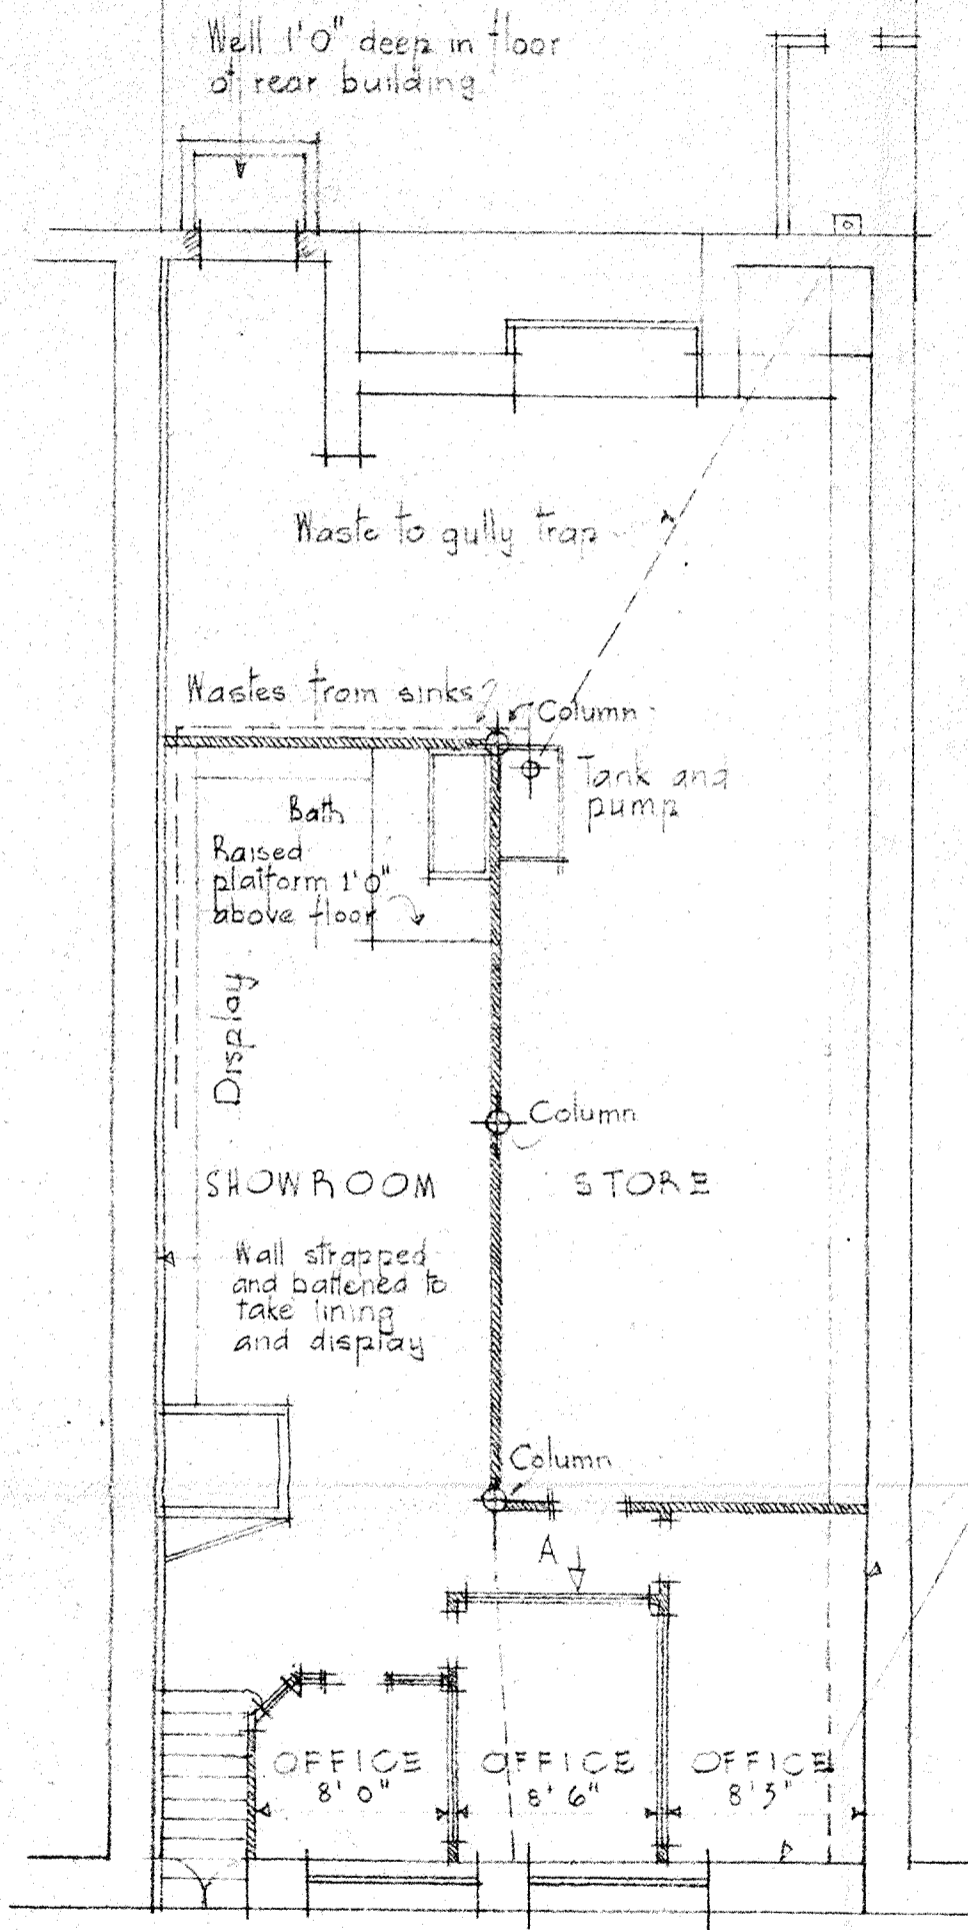 Well 1'0" deep in floor
of rear building
Waste to gully trap
Wastes from sinks
Column
Tank and
pump
Bath
Raised
platform 1'0"
above floor
Display
Column
SHOWROOM
STORE
Wall strapped
and battened to
take lining
and display
Column
A
OFFICE
8' 0"
OFFICE
8' 6"
OFFICE
8' 3"